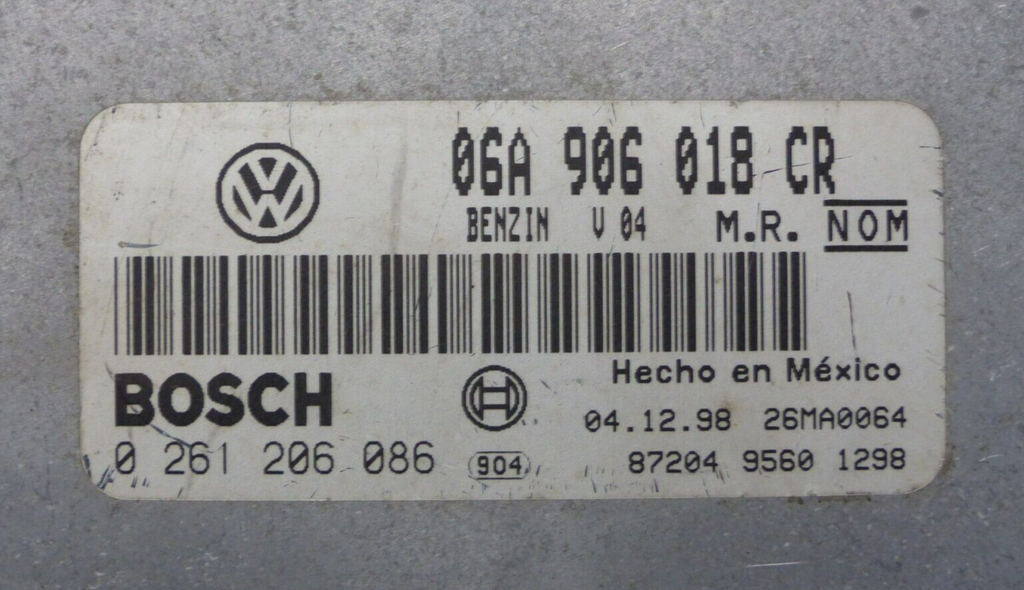 06A 906 018 CR
BENZIN V 04 M.R. NOM
BOSCH
Hecho en México
04.12.98 26MA0064
0 261 206 086 904 87204 9560 1298